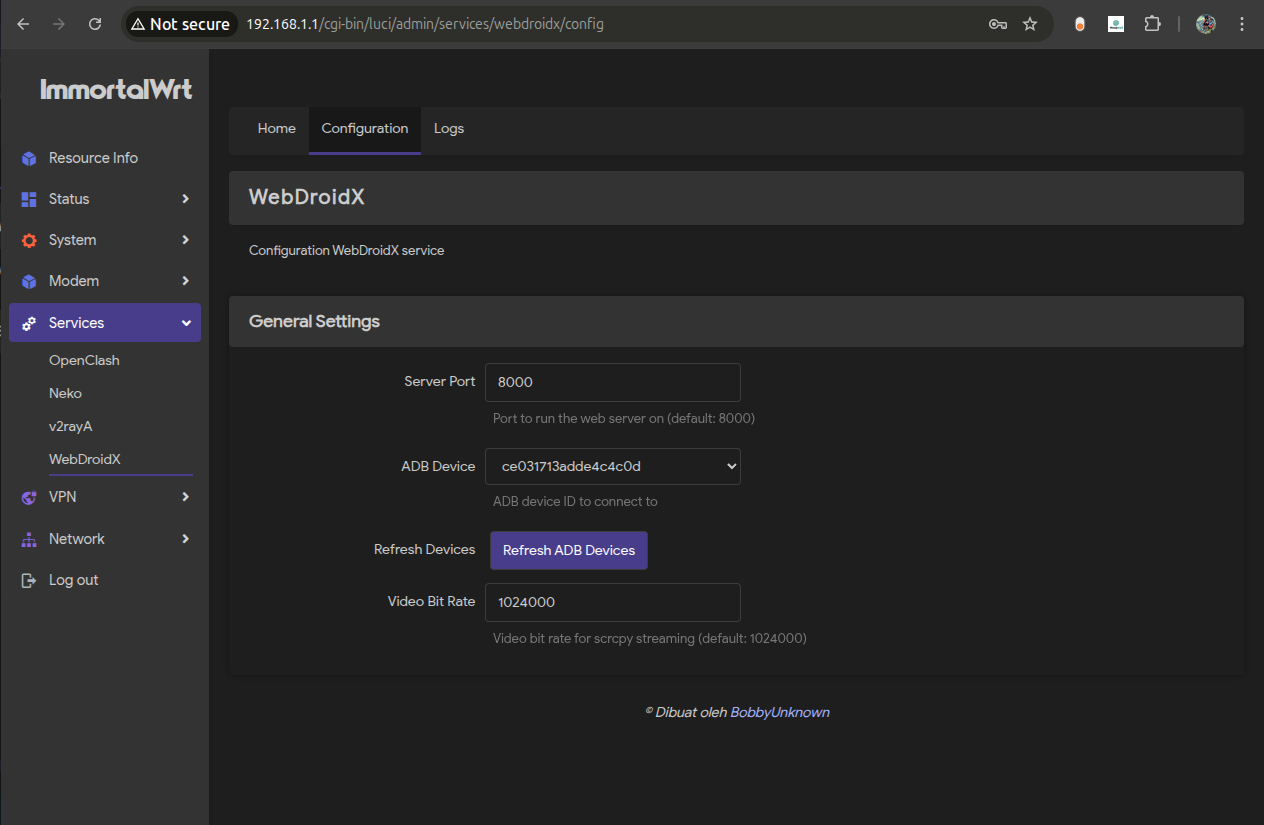 Not secure 192.168.1.1/cgi-bin/luci/admin/services/webdroidx/config
ImmortalWrt
Resource Info
Status
System
Modem
Services
OpenClash
Neko
v2rayA
WebDroidX
VPN
Network
Log out
Home Configuration Logs
WebDroidX
Configuration WebDroidX service
General Settings
Server Port 8000
Port to run the web server on (default: 8000)
ADB Device ce031713adde4c4c0d
ADB device ID to connect to
Refresh Devices Refresh ADB Devices
Video Bit Rate 1024000
Video bit rate for scrcpy streaming (default: 1024000)
© Dibuat oleh BobbyUnknown